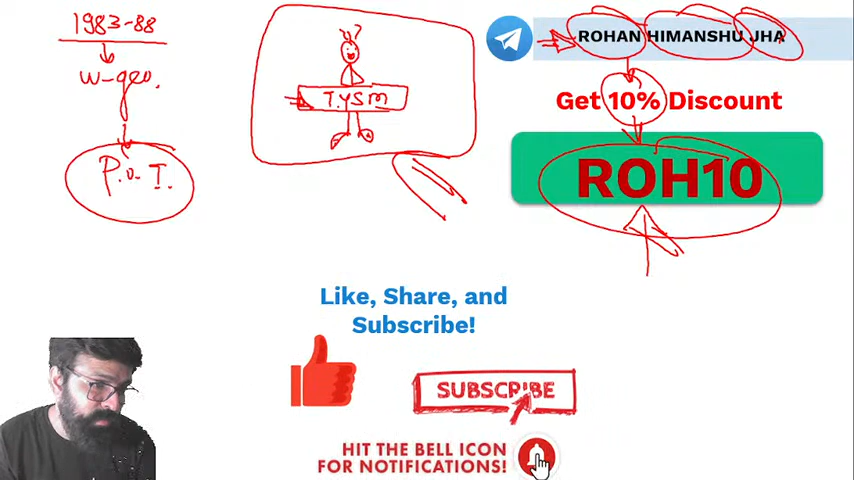 1983-88
W-geo.
P.O.I.
T.Y.S.M
ROHAN HIMANSHU JHA
Get 10% Discount
ROH10
Like, Share, and
Subscribe!
SUBSCRIBE
HIT THE BELL ICON
FOR NOTIFICATIONS!